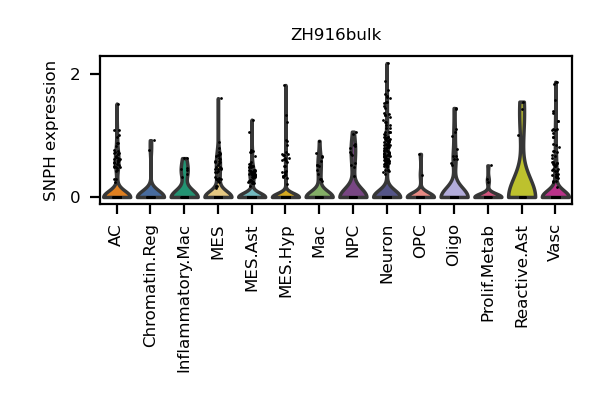 ZH916bulk
SNPH expression
2
0
AC
Chromatin.Reg
Inflammatory.Mac
MES
MES.Ast
MES.Hyp
Mac
NPC
Neuron
OPC
Oligo
Prolif.Metab
Reactive.Ast
Vasc